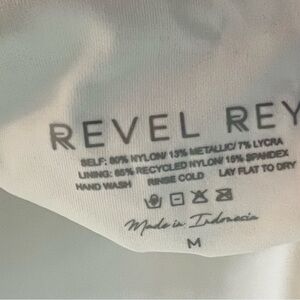 REVEL REY
SELF: 80% NYLON/ 13% METALLIC/ 7% LYCRA
LINING: 85% RECYCLED NYLON/ 15% SPANDEX
HAND WASH RINSE COLD LAY FLAT TO DRY
Made in Indonesia
M